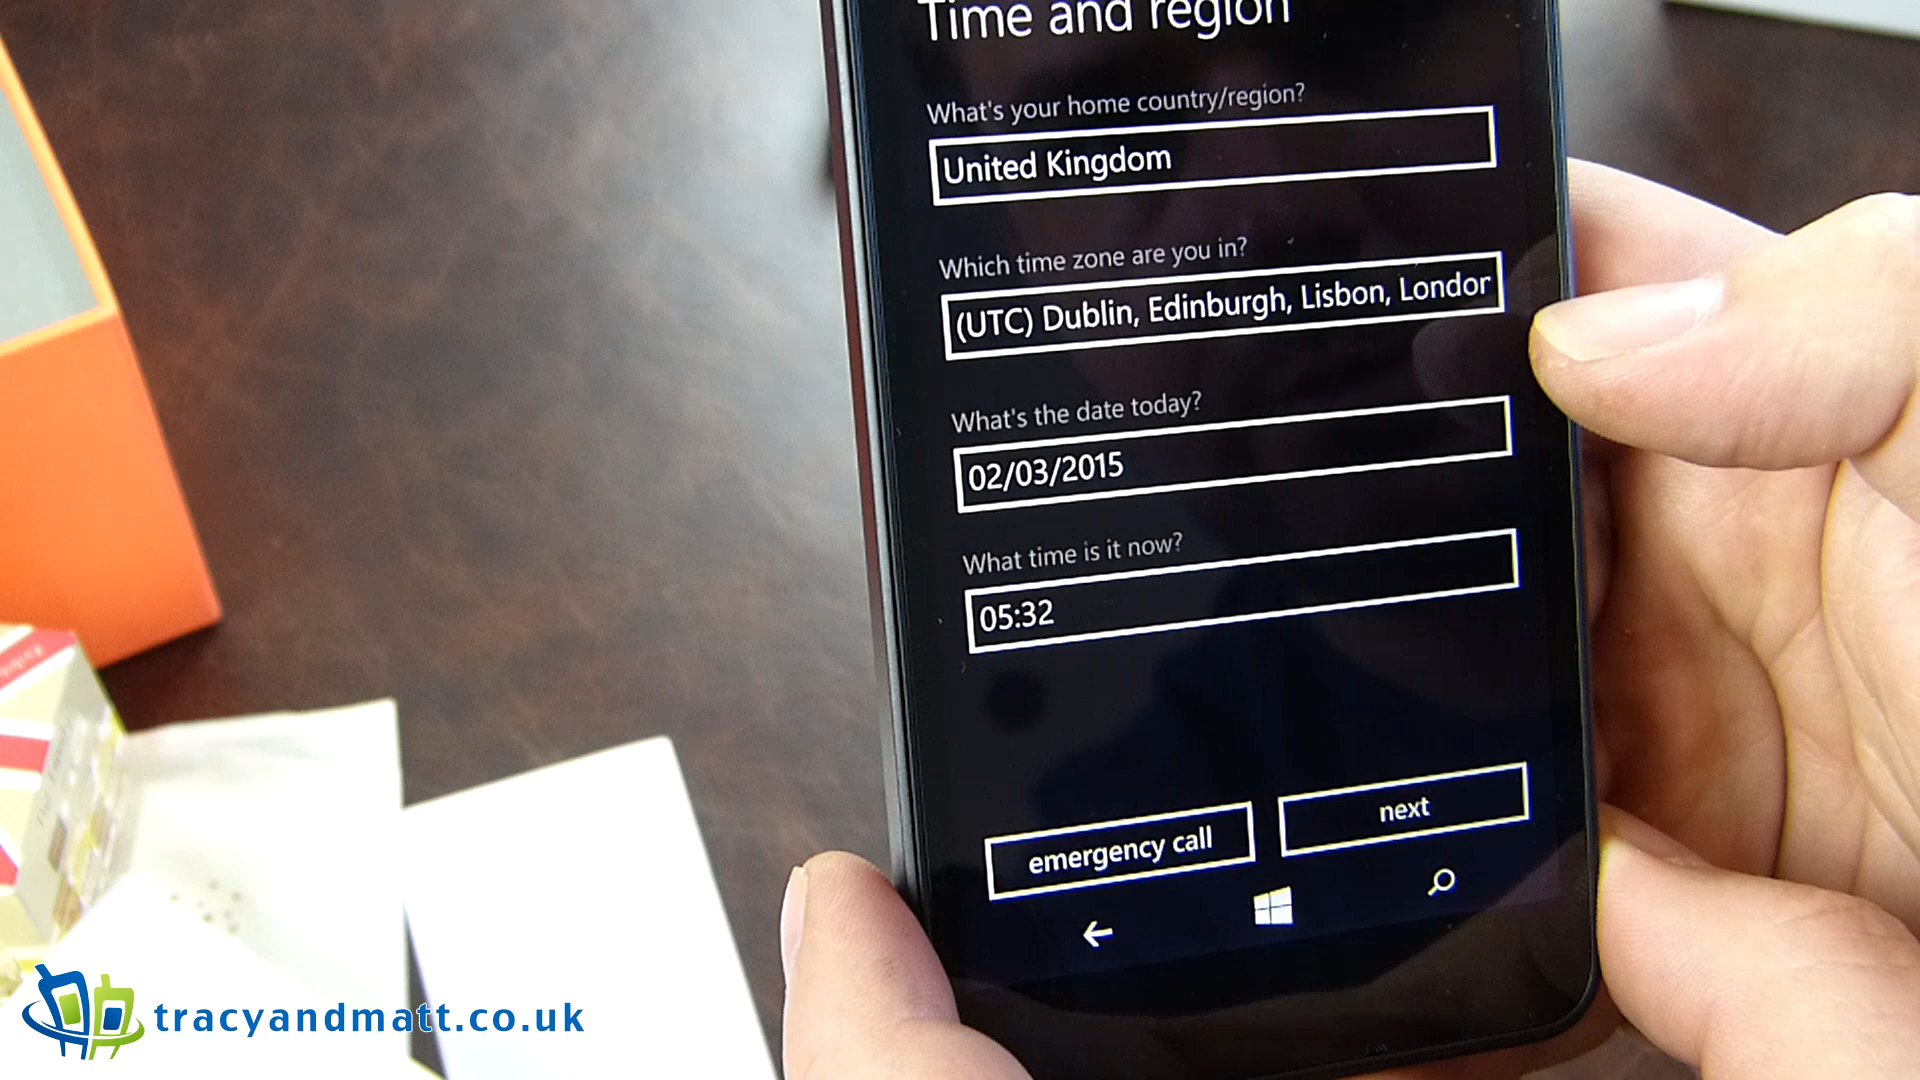 Time and region
What's your home country/region?
United Kingdom
Which time zone are you in?
(UTC) Dublin, Edinburgh, Lisbon, London
What's the date today?
02/03/2015
What time is it now?
05:32
emergency call
next
tracyandmatt.co.uk